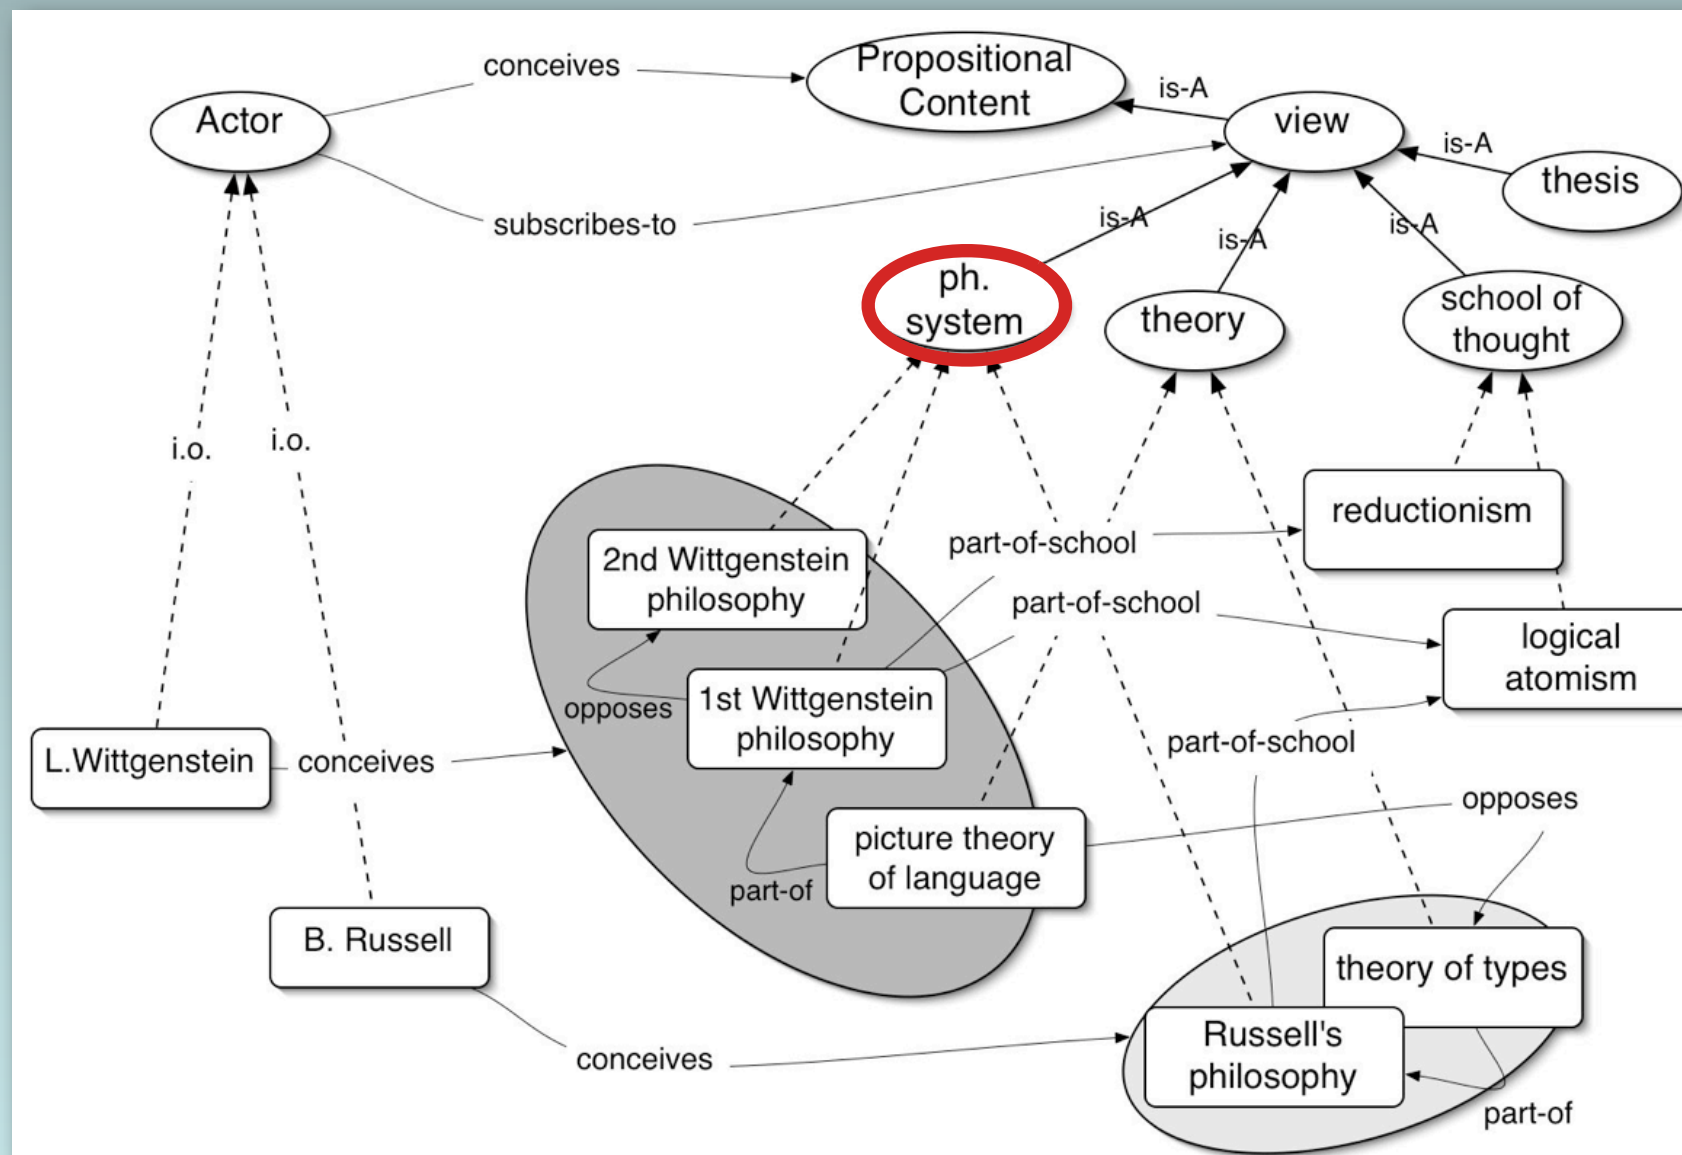 conceives
Propositional
Content
is-A
Actor
view
is-A
thesis
subscribes-to
is-A
is-A
is-A
ph.
system
theory
school of
thought
i.o.
i.o.
reductionism
part-of-school
2nd Wittgenstein
philosophy
part-of-school
logical
atomism
1st Wittgenstein
philosophy
opposes
part-of-school
L.Wittgenstein
conceives
opposes
picture theory
of language
part-of
B. Russell
theory of types
Russell's
philosophy
conceives
part-of